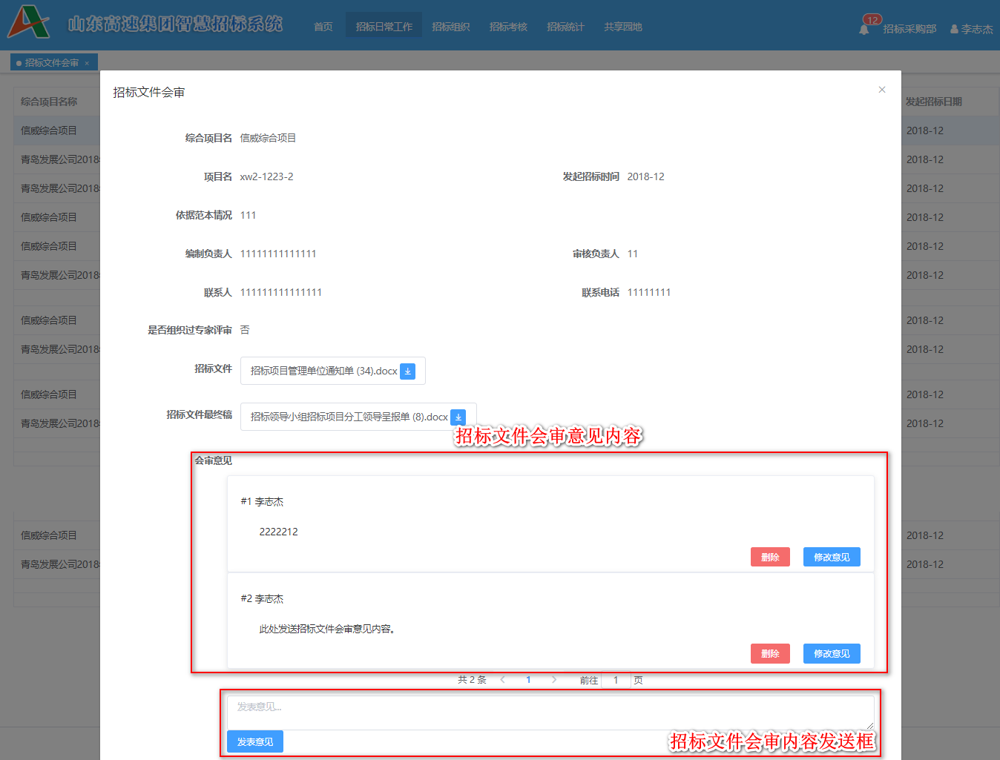 山东高速集团智慧招标系统
首页 招标日常工作 招标组织 招标考核 招标统计 共享园地
12 招标采购部 李志杰
招标文件会审 ×
综合项目名称
发起招标日期
信威综合项目
2018-12
青岛发展公司2018
2018-12
青岛发展公司2018
2018-12
信威综合项目
2018-12
信威综合项目
2018-12
青岛发展公司2018
2018-12
信威综合项目
2018-12
青岛发展公司2018
2018-12
信威综合项目
2018-12
青岛发展公司2018
2018-12
信威综合项目
2018-12
青岛发展公司2018
2018-12
招标文件会审 ×
综合项目名 信威综合项目
项目名 xw2-1223-2 发起招标时间 2018-12
依据范本情况 111
编制负责人 11111111111111 审核负责人 11
联系人 111111111111111 联系电话 11111111
是否组织过专家评审 否
招标文件 招标项目管理单位通知单 (34).docx
招标文件最终稿 招标领导小组招标项目分工领导呈报单 (8).docx
招标文件会审意见内容
会审意见
#1 李志杰
2222212
删除 修改意见
#2 李志杰
此处发送招标文件会审意见内容。
删除 修改意见
共 2 条 < 1 > 前往 1 页
发表意见...
发表意见
招标文件会审内容发送框